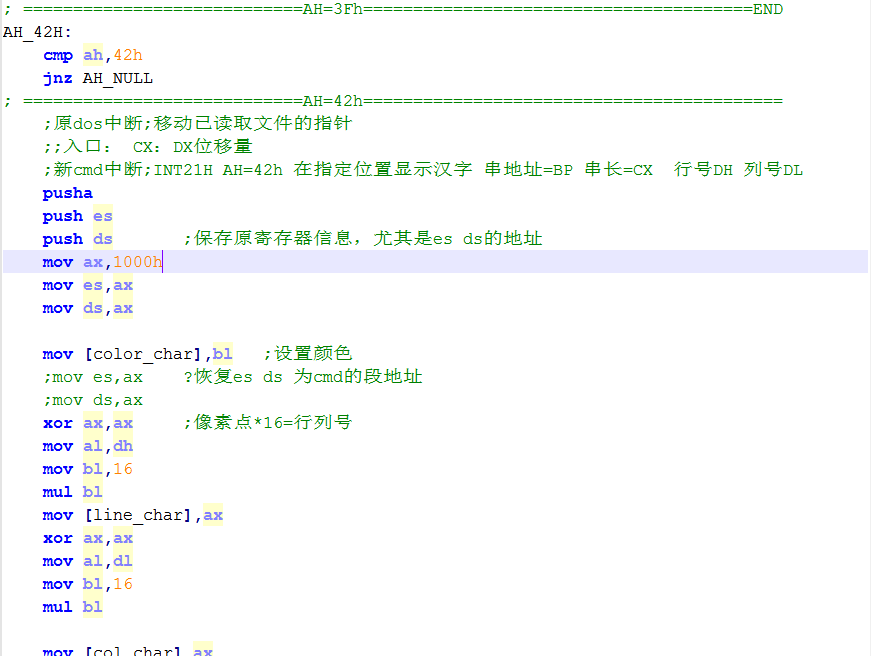 ; ============================AH=3Fh=======================================END
AH_42H:
    cmp ah,42h
    jnz AH_NULL
; ============================AH=42h==========================================
    ;原dos中断;移动已读取文件的指针
    ;;入口： CX：DX位移量
    ;新cmd中断;INT21H AH=42h 在指定位置显示汉字 串地址=BP 串长=CX  行号DH 列号DL
    pusha
    push es
    push ds       ;保存原寄存器信息，尤其是es ds的地址
    mov ax,1000h
    mov es,ax
    mov ds,ax
    mov [color_char],bl   ;设置颜色
    ;mov es,ax    ?恢复es ds 为cmd的段地址
    ;mov ds,ax
    xor ax,ax     ;像素点*16=行列号
    mov al,dh
    mov bl,16
    mul bl
    mov [line_char],ax
    xor ax,ax
    mov al,dl
    mov bl,16
    mul bl
    mov [col_char],ax